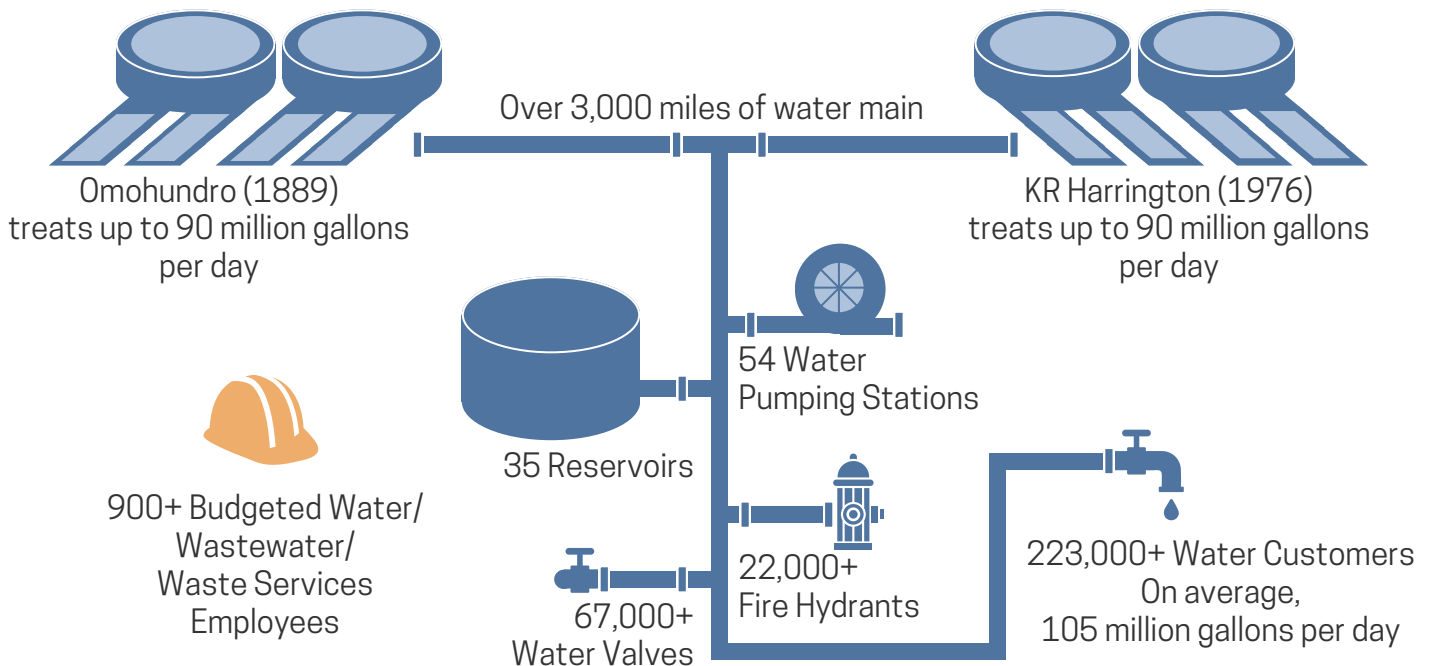 Over 3,000 miles of water main
Omohundro (1889)
treats up to 90 million gallons
per day
KR Harrington (1976)
treats up to 90 million gallons
per day
54 Water
Pumping Stations
35 Reservoirs
900+ Budgeted Water/
Wastewater/
Waste Services
Employees
22,000+
Fire Hydrants
67,000+
Water Valves
223,000+ Water Customers
On average,
105 million gallons per day